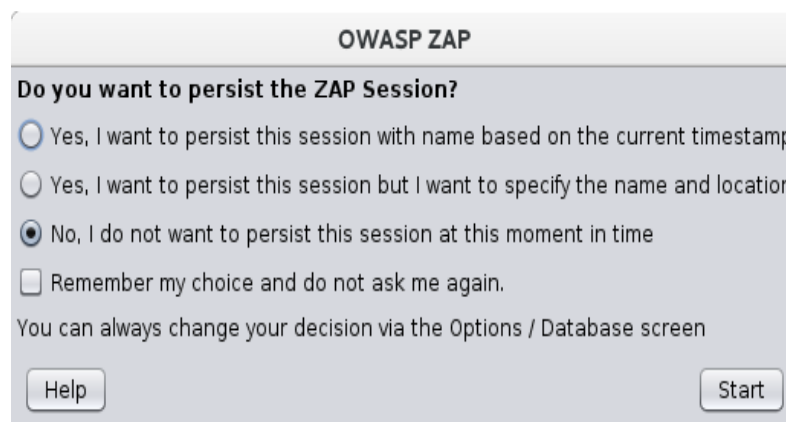 OWASP ZAP
Do you want to persist the ZAP Session?
Yes, I want to persist this session with name based on the current timestamp
Yes, I want to persist this session but I want to specify the name and location
No, I do not want to persist this session at this moment in time
Remember my choice and do not ask me again.
You can always change your decision via the Options / Database screen
Help
Start